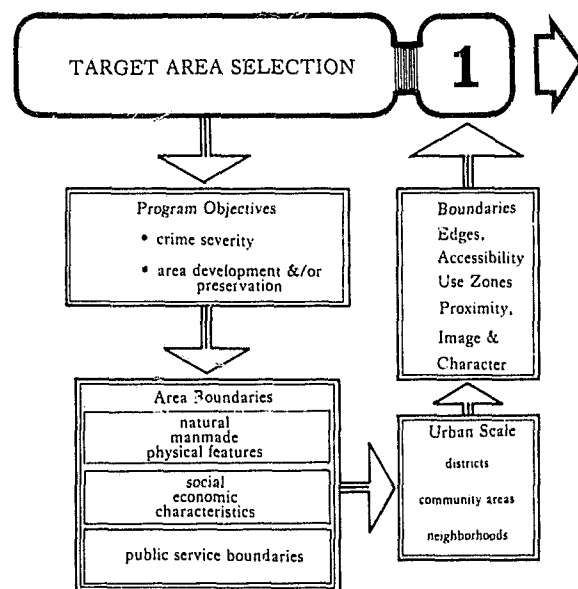 TARGET AREA SELECTION
1
Program Objectives
• crime severity
• area development &/or
preservation
Area Boundaries
natural
manmade
physical features
social
economic
characteristics
public service boundaries
Urban Scale
districts
community areas
neighborhoods
Boundaries
Edges,
Accessibility
Use Zones
Proximity,
Image &
Character